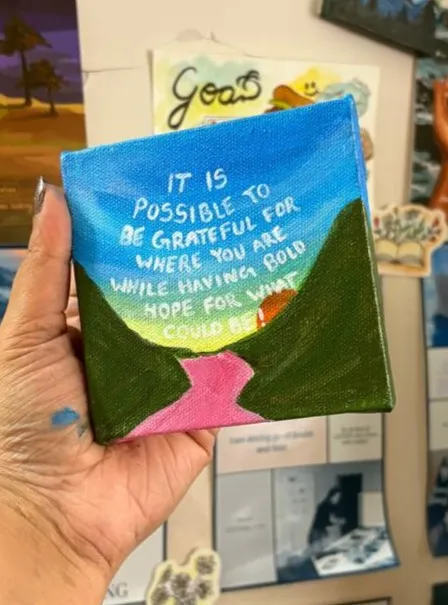 Goals
IT IS
POSSIBLE TO
BE GRATEFUL FOR
WHERE YOU ARE
WHILE HAVING BOLD
HOPE FOR WHAT
COULD BE!